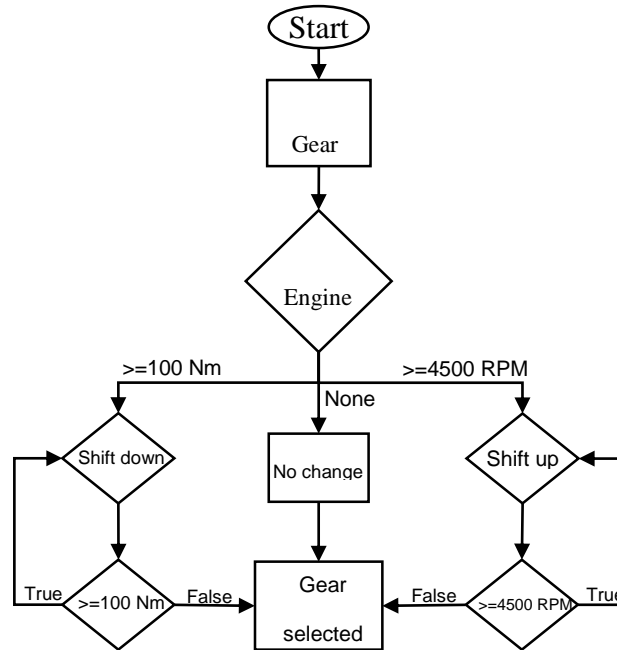 Start
Gear
Engine
>=100 Nm
>=4500 RPM
None
Shift down
No change
Shift up
True
>=100 Nm
False
Gear
selected
False
>=4500 RPM
True